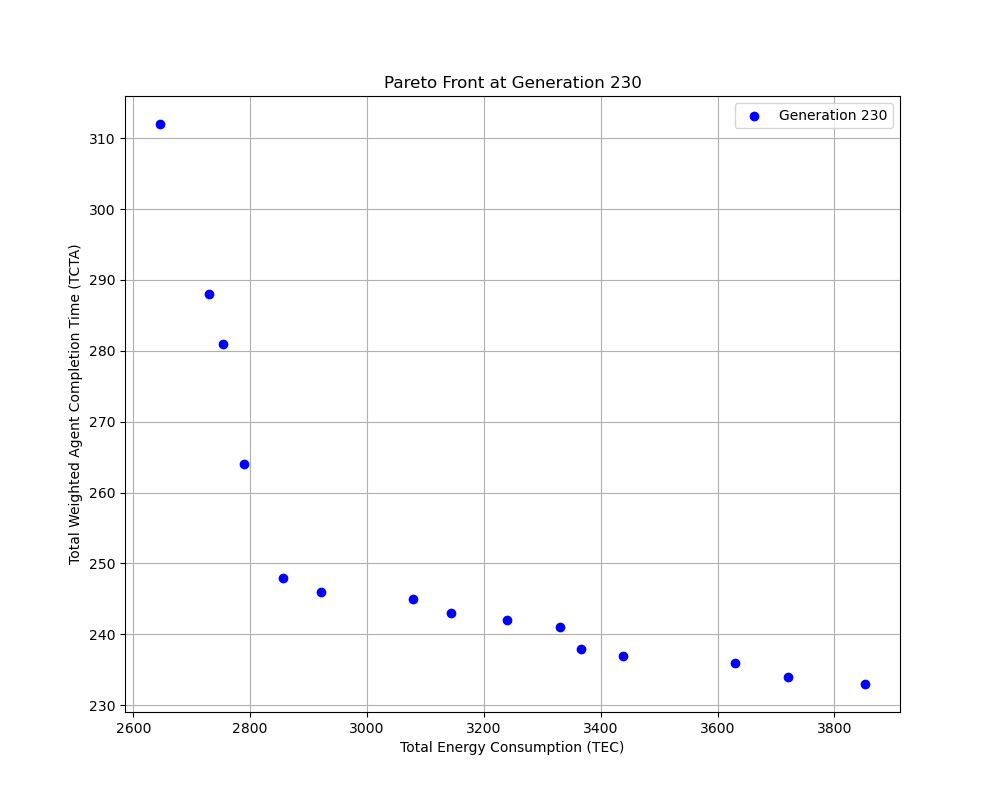 Pareto Front at Generation 230
Generation 230
Total Weighted Agent Completion Time (TCTA)
310
300
290
280
270
260
250
240
230
2600 2800 3000 3200 3400 3600 3800
Total Energy Consumption (TEC)